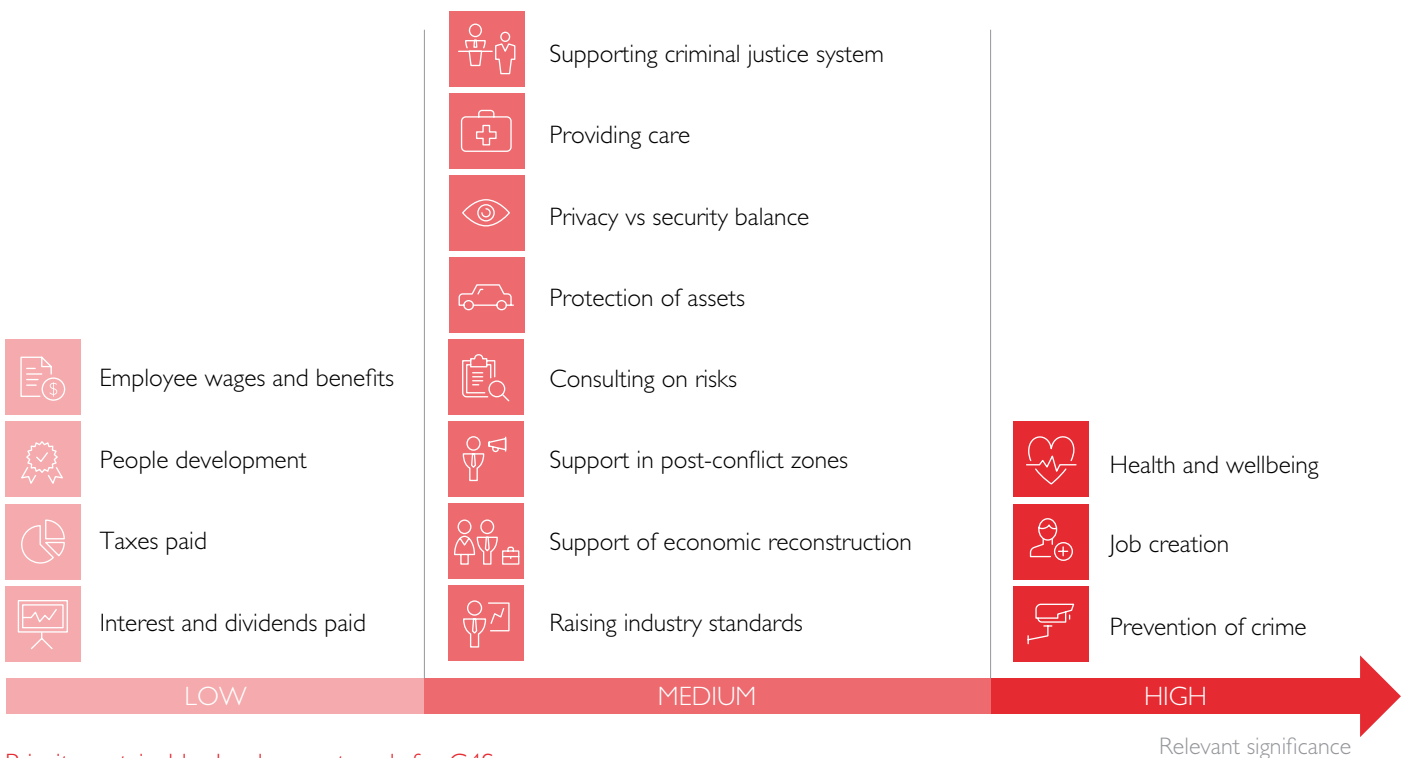 Supporting criminal justice system
Providing care
Privacy vs security balance
Protection of assets
Employee wages and benefits
Consulting on risks
People development
Support in post-conflict zones
Health and wellbeing
Taxes paid
Support of economic reconstruction
Job creation
Interest and dividends paid
Raising industry standards
Prevention of crime
LOW
MEDIUM
HIGH
Relevant significance